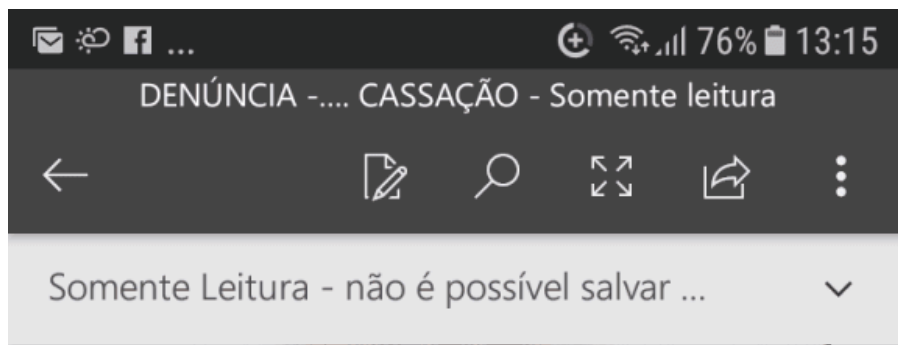 ... 76% 13:15
DENÚNCIA -.... CASSAÇÃO - Somente leitura
Somente Leitura - não é possível salvar ...